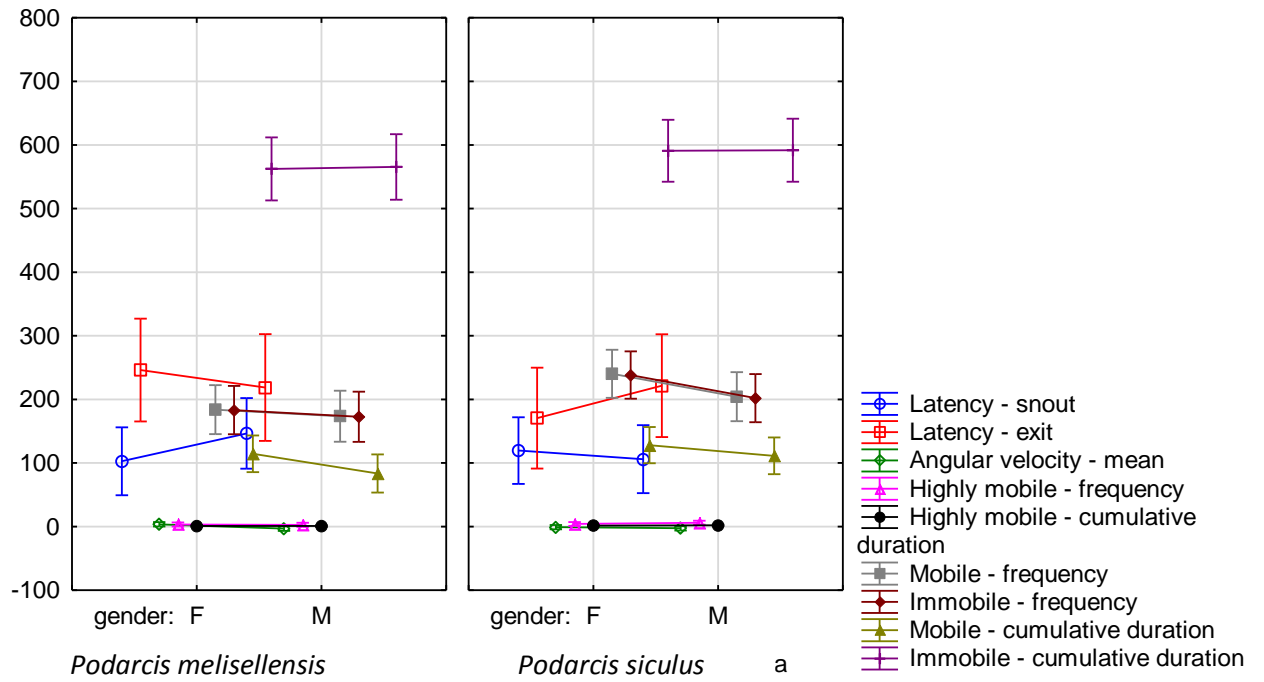 800
700
600
500
400
300
200
100
0
-100
gender: F M
gender: F M
Podarcis melisellensis
Podarcis siculus a
Latency - snout
Latency - exit
Angular velocity - mean
Highly mobile - frequency
Highly mobile - cumulative
duration
Mobile - frequency
Immobile - frequency
Mobile - cumulative duration
Immobile - cumulative duration